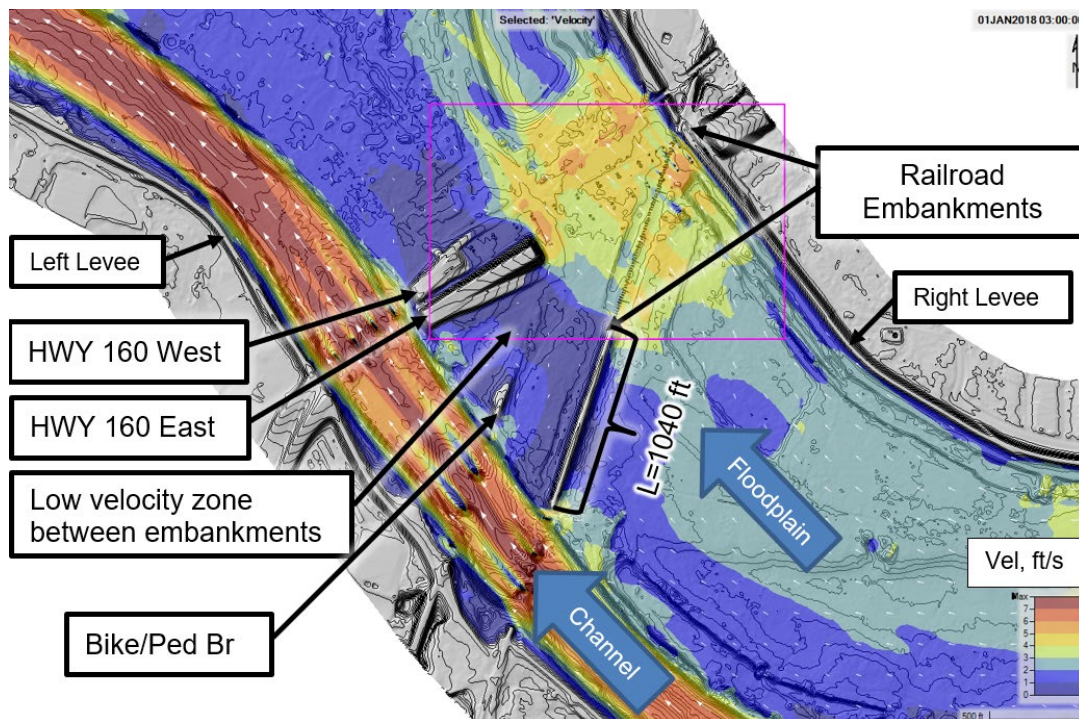 Selected: 'Velocity'
01JAN2018 03:00:00
Railroad
Embankments
Left Levee
Right Levee
HWY 160 West
HWY 160 East
L=1040 ft
Low velocity zone
between embankments
Floodplain
Vel, ft/s
Max
7
6
5
4
3
2
1
0
Bike/Ped Br
Channel
500 ft